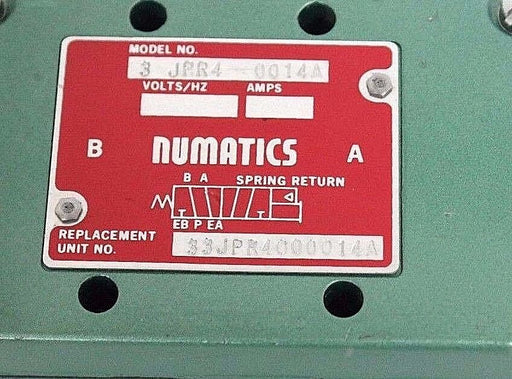 MODEL NO.
3 JPR4-0014A
VOLTS/HZ AMPS
B NUMATICS A
B A SPRING RETURN
EB P EA
REPLACEMENT
UNIT NO. 33JPR4000014A